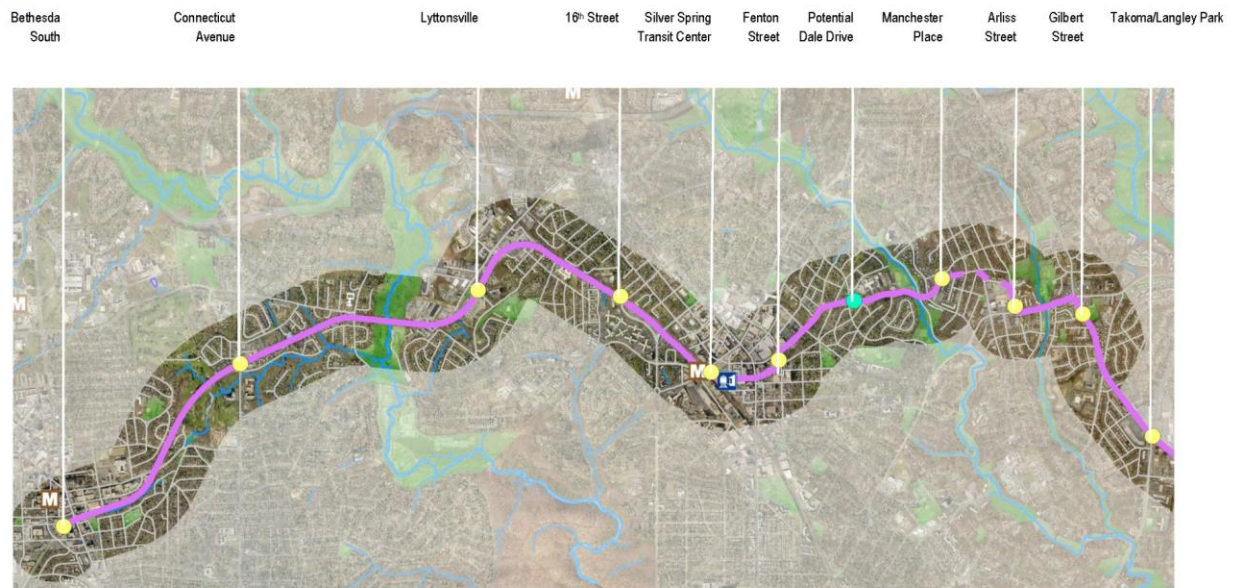 Bethesda
South
Connecticut
Avenue
Lyttonsville
16th Street
Silver Spring
Transit Center
Fenton
Street
Potential
Dale Drive
Manchester
Place
Arliss
Street
Gilbert
Street
Takoma/Langley Park
M
M
M
M